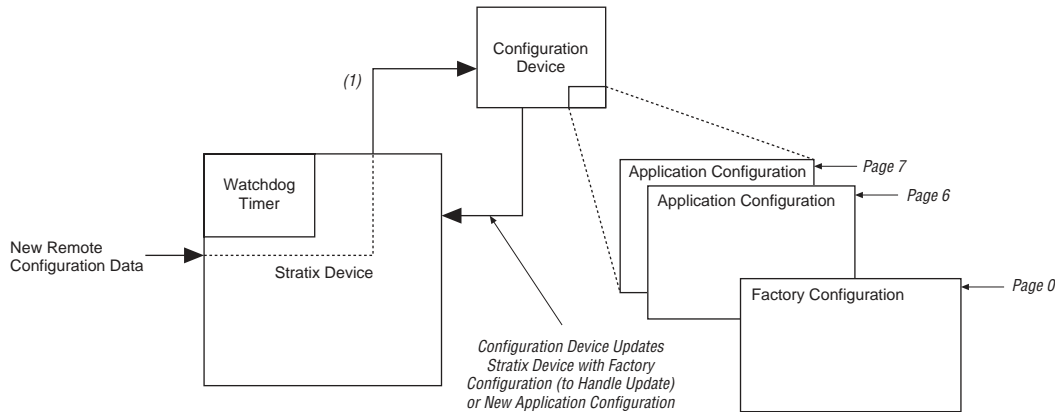 Configuration
Device
(1)
Watchdog
Timer
New Remote
Configuration Data
Stratix Device
Application Configuration
Page 7
Application Configuration
Page 6
Factory Configuration
Page 0
Configuration Device Updates
Stratix Device with Factory
Configuration (to Handle Update)
or New Application Configuration